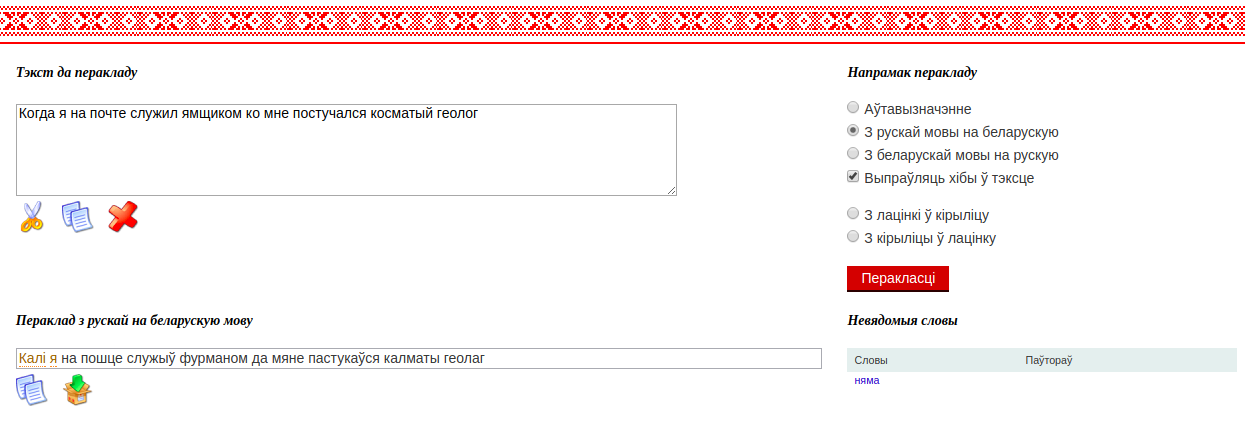 Тэкст да перакладу
Когда я на почте служил ямщиком ко мне постучался косматый геолог
Напрамак перакладу
Аўтавызначэнне
З рускай мовы на беларускую
З беларускай мовы на рускую
Выпраўляць хібы ў тэксце
З лацінкі ў кірыліцу
З кірыліцы ў лацінку
Перакласці
Пераклад з рускай на беларускую мову
Калі я на пошце служыў фурманом да мяне пастукаўся калматы геолаг
Невядомыя словы
Словы Паўтораў
няма